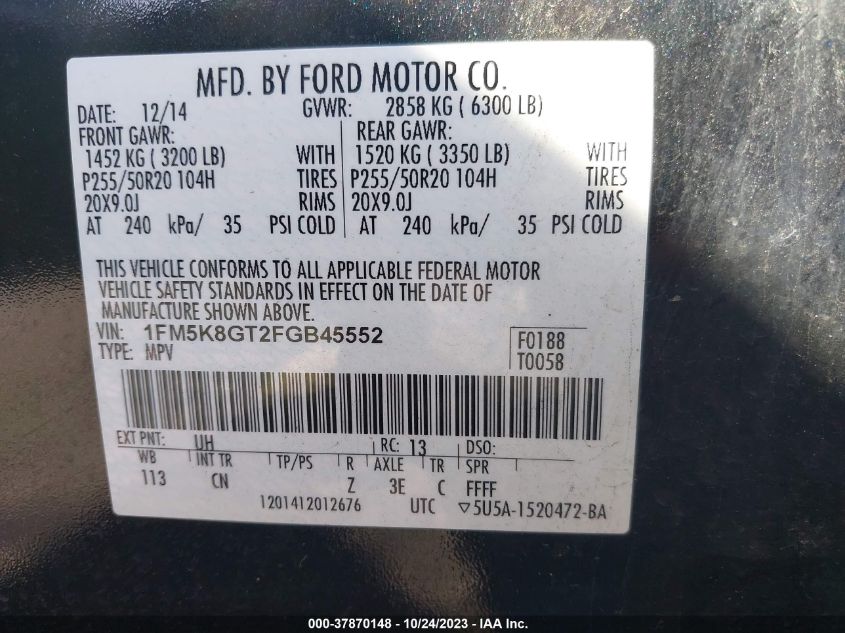 MFD. BY FORD MOTOR CO.
DATE: 12/14 GVWR: 2858 KG ( 6300 LB)
FRONT GAWR: REAR GAWR:
1452 KG ( 3200 LB) WITH 1520 KG ( 3350 LB) WITH
P255/50R20 104H TIRES P255/50R20 104H TIRES
20X9.0J RIMS 20X9.0J RIMS
AT 240 kPa/ 35 PSI COLD AT 240 kPa/ 35 PSI COLD
THIS VEHICLE CONFORMS TO ALL APPLICABLE FEDERAL MOTOR
VEHICLE SAFETY STANDARDS IN EFFECT ON THE DATE OF
MANUFACTURE SHOWN ABOVE.
VIN: 1FM5K8GT2FGB45552 F0188
TYPE: MPV T0058
EXT PNT: UH RC: 13 DSO:
WB INT TR TP/PS R AXLE TR SPR
113 CN Z 3E C FFFF
1201412012676 UTC ▽5U5A-1520472-BA
000-37870148 - 10/24/2023 - IAA Inc.